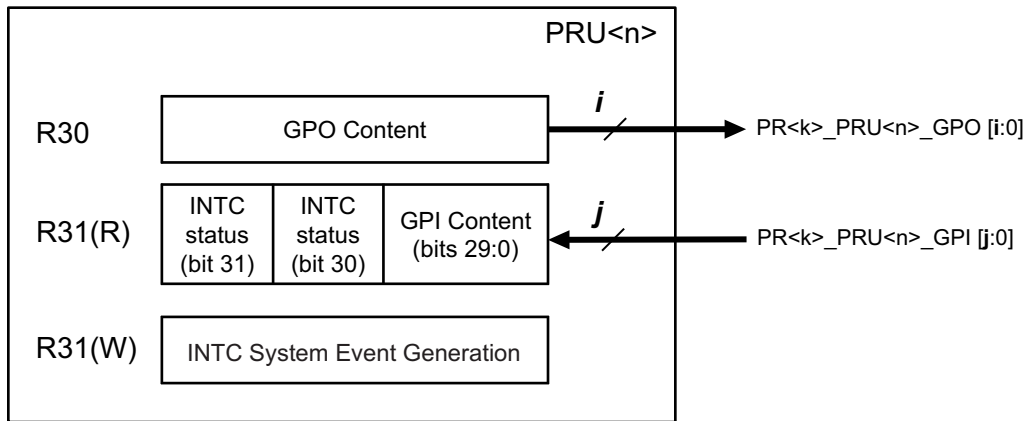 PRU<n>
i
R30
GPO Content
PR<k>_PRU<n>_GPO [i:0]
R31(R)
INTC
status
(bit 31)
INTC
status
(bit 30)
GPI Content
(bits 29:0)
j
PR<k>_PRU<n>_GPI [j:0]
R31(W)
INTC System Event Generation